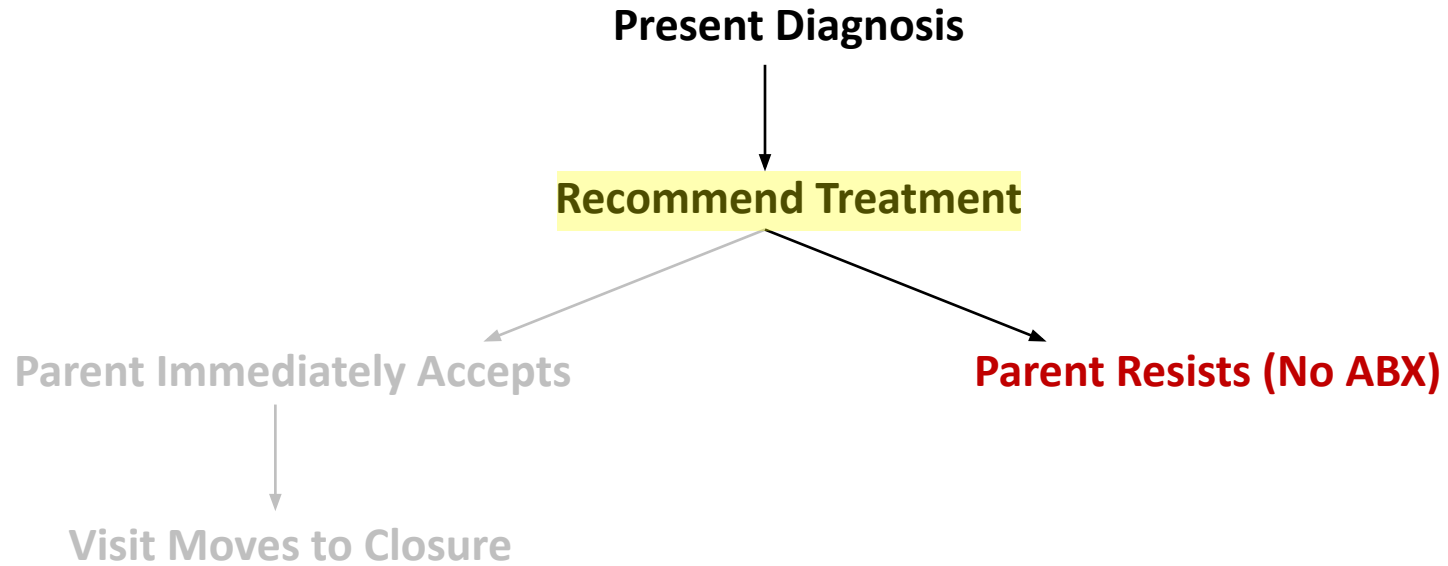 Present Diagnosis
Recommend Treatment
Parent Immediately Accepts
Parent Resists (No ABX)
Visit Moves to Closure